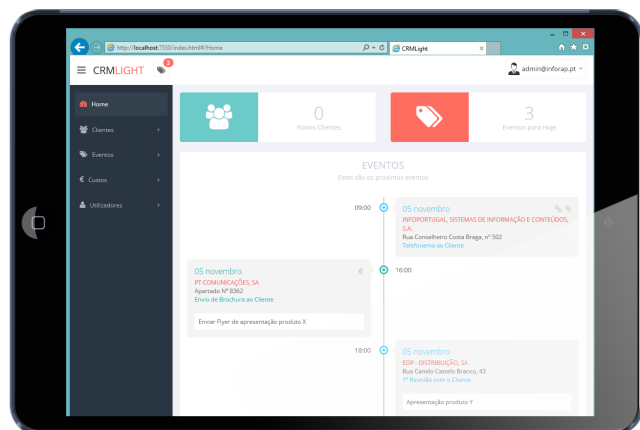 http://localhost:7530/index.html#/Home
CRMLight
CRMLIGHT
3
admin@inforap.pt
Home
Clientes +
Eventos +
€ Custos +
Utilizadores +
0
Novos Clientes
3
Eventos para Hoje
EVENTOS
Estes são os proximos eventos
09:00
05 novembro
INFOPORTUGAL, SISTEMAS DE INFORMAÇÃO E CONTEÚDOS,
S.A.
Rua Conselheiro Costa Braga, nº 502
Telefonema ao Cliente
05 novembro €
PT COMUNICAÇÕES, SA
Apartado Nº 8362
Envio de Brochura ao Cliente
Enviar Flyer de apresentação produto X
16:00
18:00
05 novembro
EDP - DISTRIBUIÇÃO, SA
Rua Camilo Castelo Branco, 43
1ª Reunião com o Cliente
Apresentação produto Y